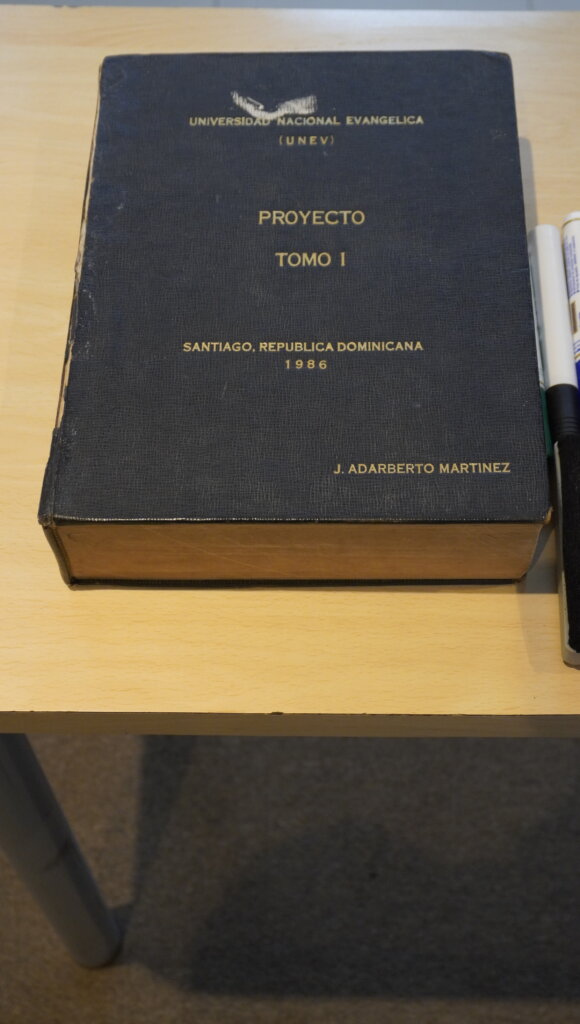 UNIVERSIDAD NACIONAL EVANGELICA
(UNEV)
PROYECTO
TOMO I
SANTIAGO, REPUBLICA DOMINICANA
1986
J. ADARBERTO MARTINEZ